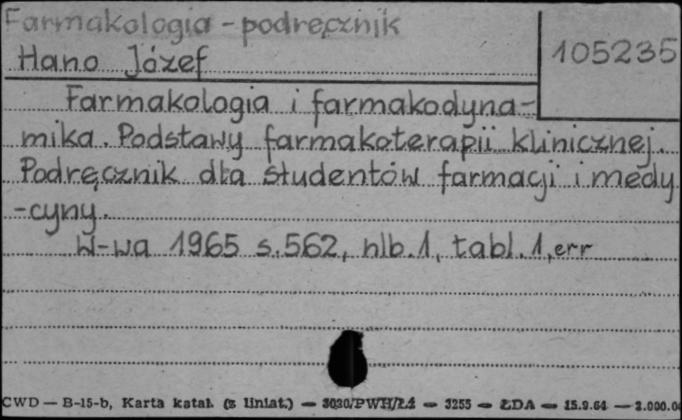 Farmakologia - podręcznik
Hano Józef
105235
Farmakologia i farmakodyna-
mika. Podstawy farmakoterapii klinicznej.
Podręcznik dla studentów farmacji i medy
-cyny.
W-wa 1965 s.562, nlb.1, tabl.1, err
CWD — B-15-b, Karta katal. (z liniat.) — 3030/PWH/Łź — 3255 — ŁDA — 15.9.64 — 2.000.0